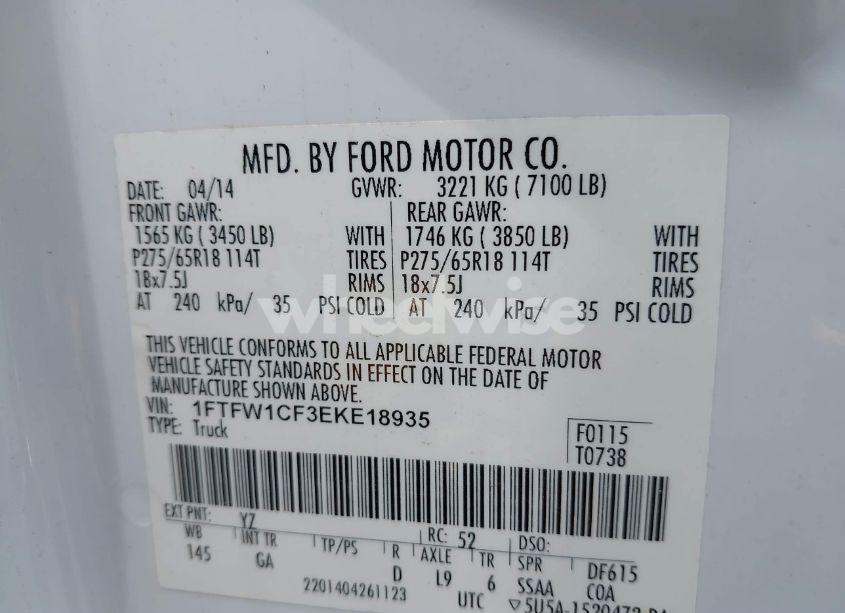 MFD. BY FORD MOTOR CO.
DATE: 04/14 GVWR: 3221 KG ( 7100 LB)
FRONT GAWR: REAR GAWR:
1565 KG ( 3450 LB) WITH 1746 KG ( 3850 LB) WITH
P275/65R18 114T TIRES P275/65R18 114T TIRES
18x7.5J RIMS 18x7.5J RIMS
AT 240 kPa/ 35 PSI COLD AT 240 kPa/ 35 PSI COLD
wheelwise
THIS VEHICLE CONFORMS TO ALL APPLICABLE FEDERAL MOTOR
VEHICLE SAFETY STANDARDS IN EFFECT ON THE DATE OF
MANUFACTURE SHOWN ABOVE.
VIN: 1FTFW1CF3EKE18935
TYPE: Truck
F0115
T0738
EXT PNT: YZ RC: 52 DSO:
WB INT TR TP/PS R AXLE TR SPR DF615
145 GA D L9 6 SSAA COA
2201404261123 UTC